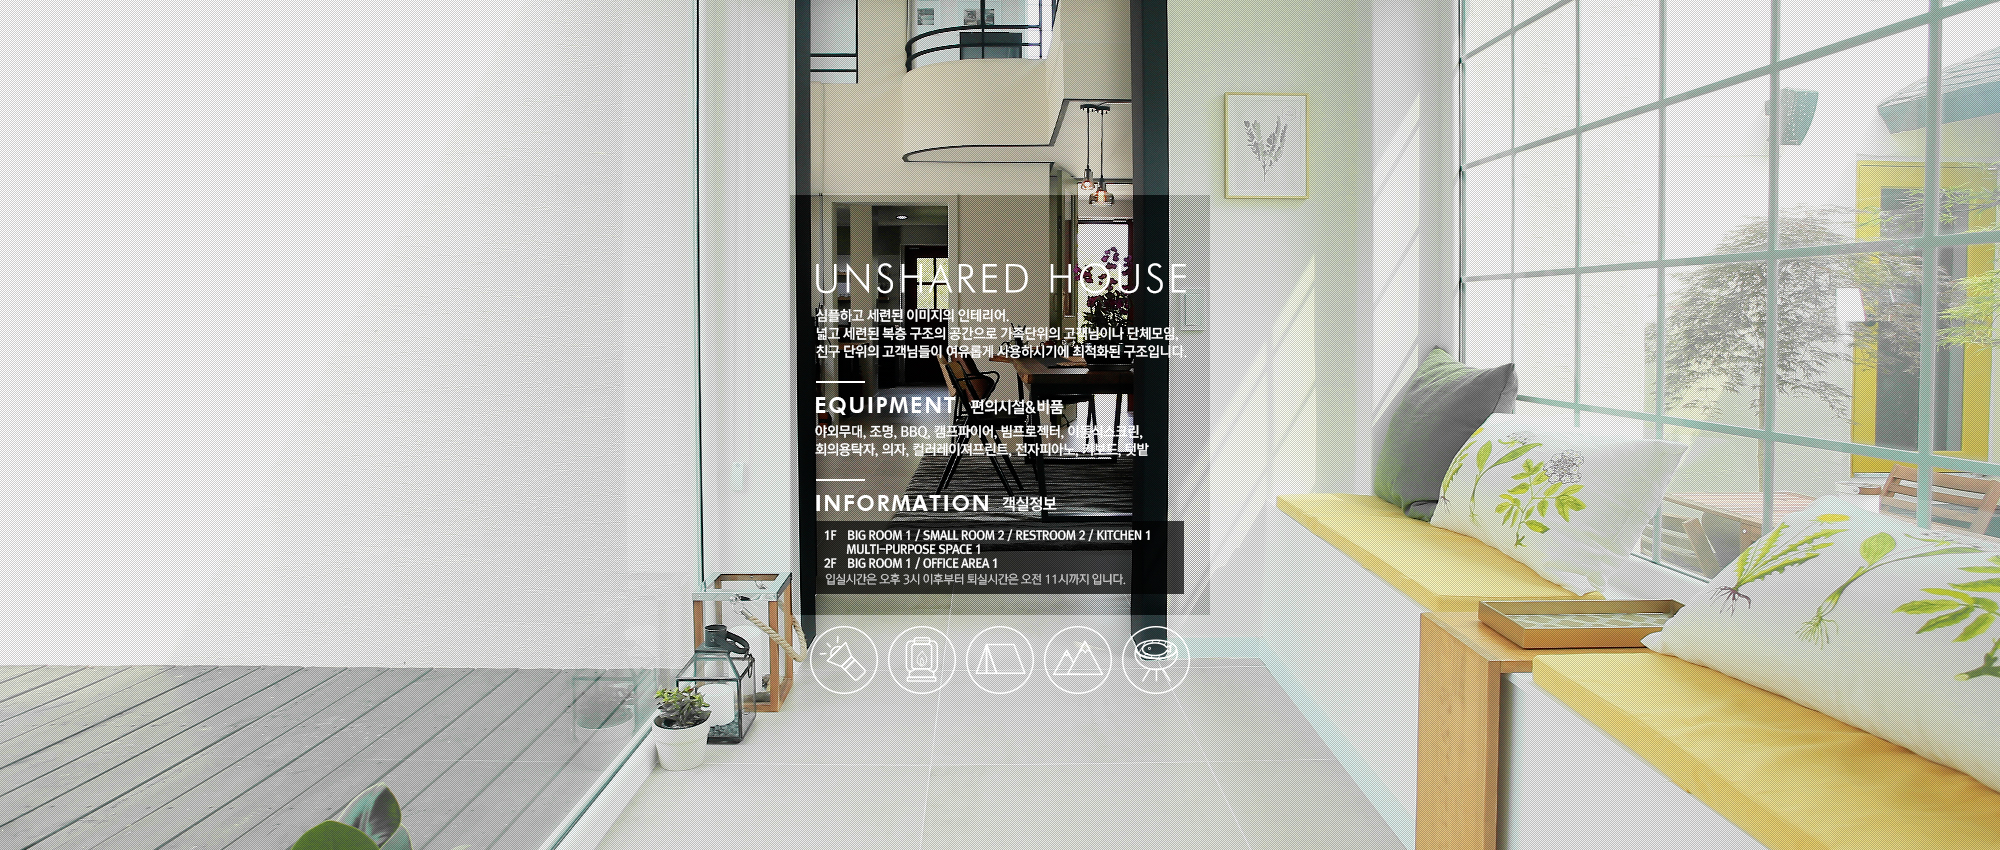 UNSHARED HOUSE
심플하고 세련된 이미지의 인테리어.
넓고 세련된 복층 구조의 공간으로 가족단위의 고객님이나 단체모임,
친구 단위의 고객님들이 여유롭게 사용하시기에 최적화된 구조입니다.
EQUIPMENT 편의시설&비품
야외무대, 조명, BBQ, 캠프파이어, 빔프로젝터, 이동식스크린,
회의용탁자, 의자, 컬러레이져프린트, 전자피아노, 키보드, 텃밭
INFORMATION 객실정보
1F BIG ROOM 1 / SMALL ROOM 2 / RESTROOM 2 / KITCHEN 1
MULTI-PURPOSE SPACE 1
2F BIG ROOM 1 / OFFICE AREA 1
입실시간은 오후 3시 이후부터 퇴실시간은 오전 11시까지 입니다.